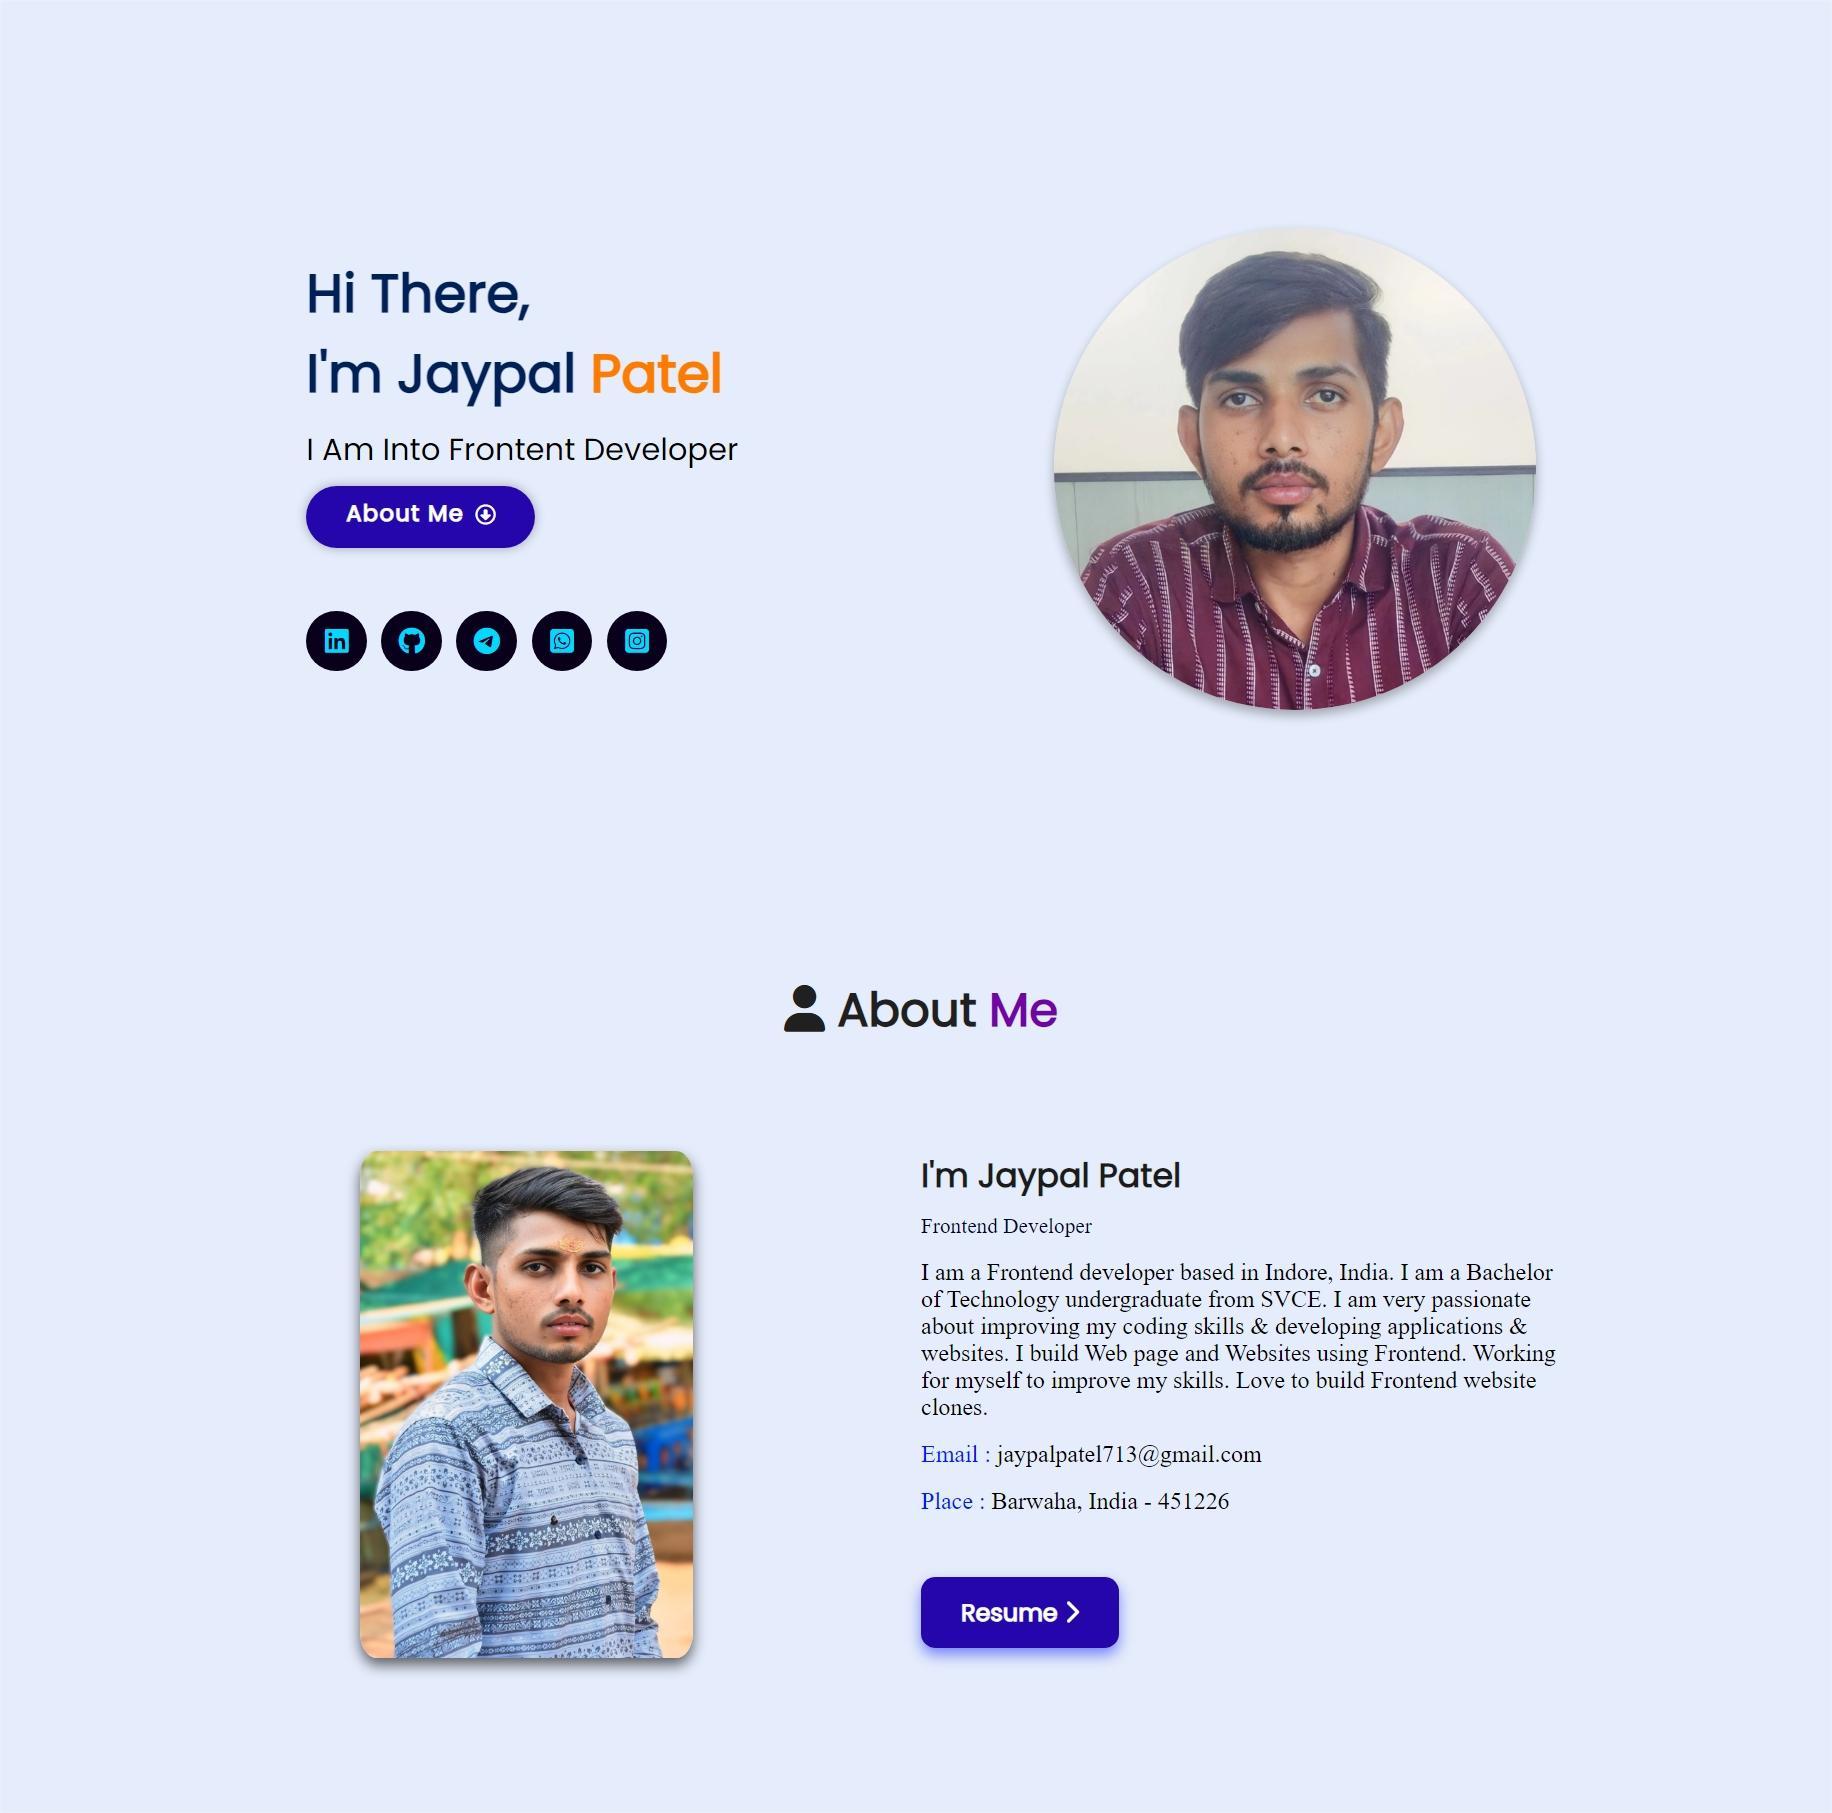 Hi There,
I'm Jaypal Patel
I Am Into Frontent Developer
About Me
About Me
I'm Jaypal Patel
Frontend Developer
I am a Frontend developer based in Indore, India. I am a Bachelor
of Technology undergraduate from SVCE. I am very passionate
about improving my coding skills & developing applications &
websites. I build Web page and Websites using Frontend. Working
for myself to improve my skills. Love to build Frontend website
clones.
Email : jaypalpatel713@gmail.com
Place : Barwaha, India - 451226
Resume